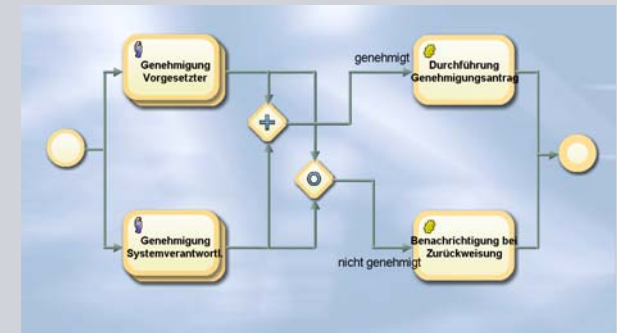 Genehmigung
Vorgesetzter
genehmigt
Durchführung
Genehmigungsantrag
Genehmigung
Systemverantwortl.
nicht genehmigt
Benachrichtigung bei
Zurückweisung